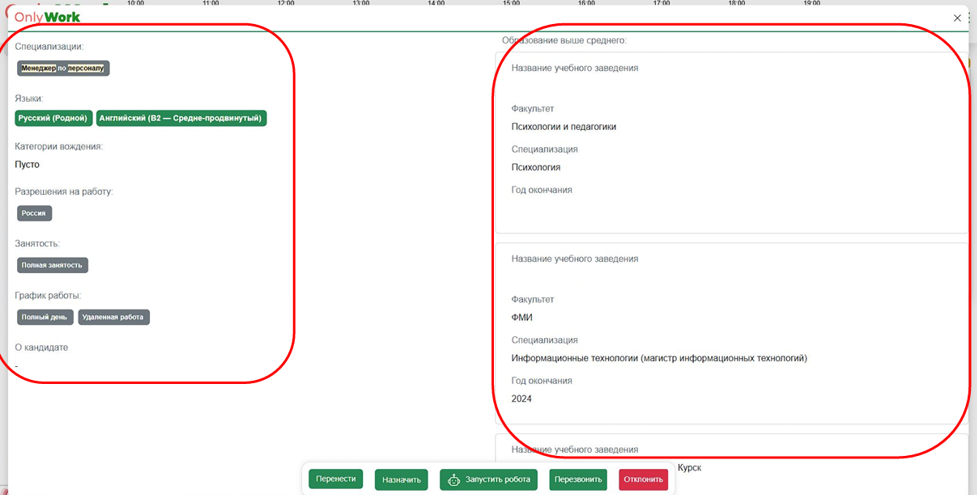 10:00 11:00 12:00 13:00 14:00 15:00 16:00 17:00 18:00 19:00
OnlyWork
Специализации:
Менеджер по персоналу
Языки:
Русский (Родной) Английский (B2 — Средне-продвинутый)
Категории вождения:
Пусто
Разрешения на работу:
Россия
Занятость:
Полная занятость
График работы:
Полный день Удаленная работа
О кандидате
-
Образование выше среднего:
Название учебного заведения
Факультет
Психологии и педагогики
Специализация
Психология
Год окончания
Название учебного заведения
Факультет
ФМИ
Специализация
Информационные технологии (магистр информационных технологий)
Год окончания
2024
Название учебного заведения
Курск
Перенести Назначить Запустить робота Перезвонить Отклонить